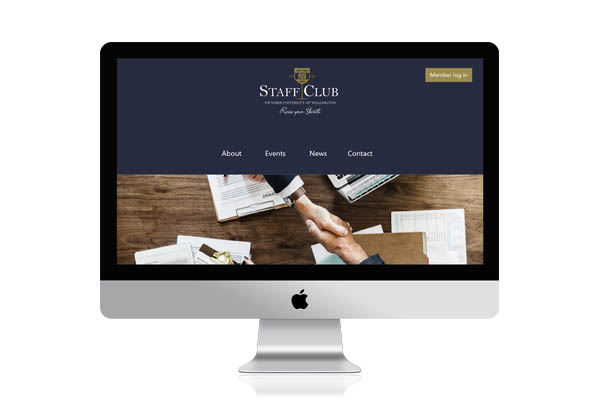 Member log in
STAFF CLUB
VICTORIA UNIVERSITY OF WELLINGTON
Raise your Spirits
About Events News Contact